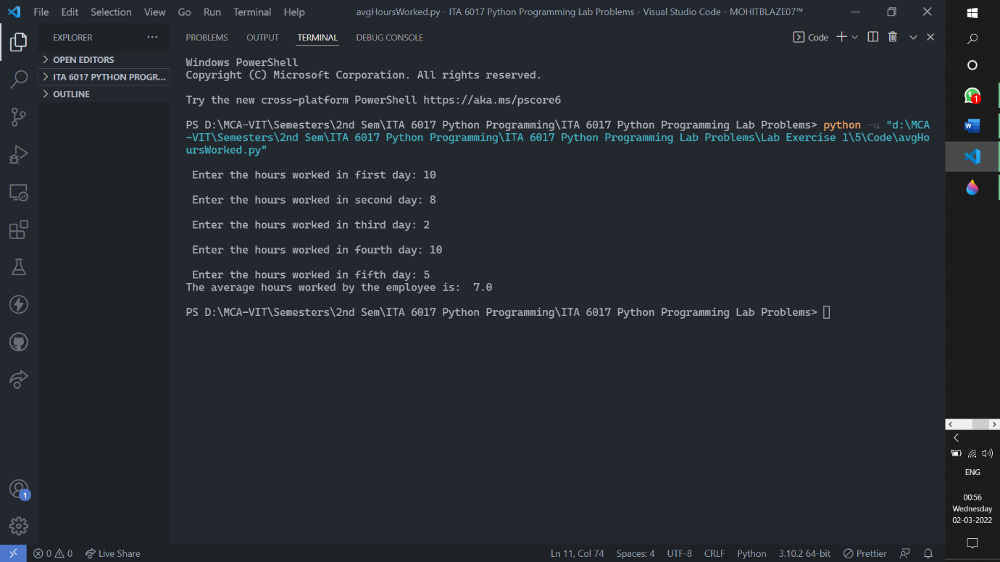 File Edit Selection View Go Run Terminal Help avgHoursWorked.py - ITA 6017 Python Programming Lab Problems - Visual Studio Code - MOHITBLAZE07™
EXPLORER ···
OPEN EDITORS
ITA 6017 PYTHON PROGR...
OUTLINE
PROBLEMS OUTPUT TERMINAL DEBUG CONSOLE Code
Windows PowerShell
Copyright (C) Microsoft Corporation. All rights reserved.
Try the new cross-platform PowerShell https://aka.ms/pscore6
PS D:\MCA-VIT\Semesters\2nd Sem\ITA 6017 Python Programming\ITA 6017 Python Programming Lab Problems> python -u "d:\MCA
-VIT\Semesters\2nd Sem\ITA 6017 Python Programming\ITA 6017 Python Programming Lab Problems\Lab Exercise 1\5\Code\avgHo
ursWorked.py"
Enter the hours worked in first day: 10
Enter the hours worked in second day: 8
Enter the hours worked in third day: 2
Enter the hours worked in fourth day: 10
Enter the hours worked in fifth day: 5
The average hours worked by the employee is:  7.0
PS D:\MCA-VIT\Semesters\2nd Sem\ITA 6017 Python Programming\ITA 6017 Python Programming Lab Problems>
1
0 0 Live Share Ln 11, Col 74 Spaces: 4 UTF-8 CRLF Python 3.10.2 64-bit Prettier
1
W
ENG
00:56
Wednesday
02-03-2022